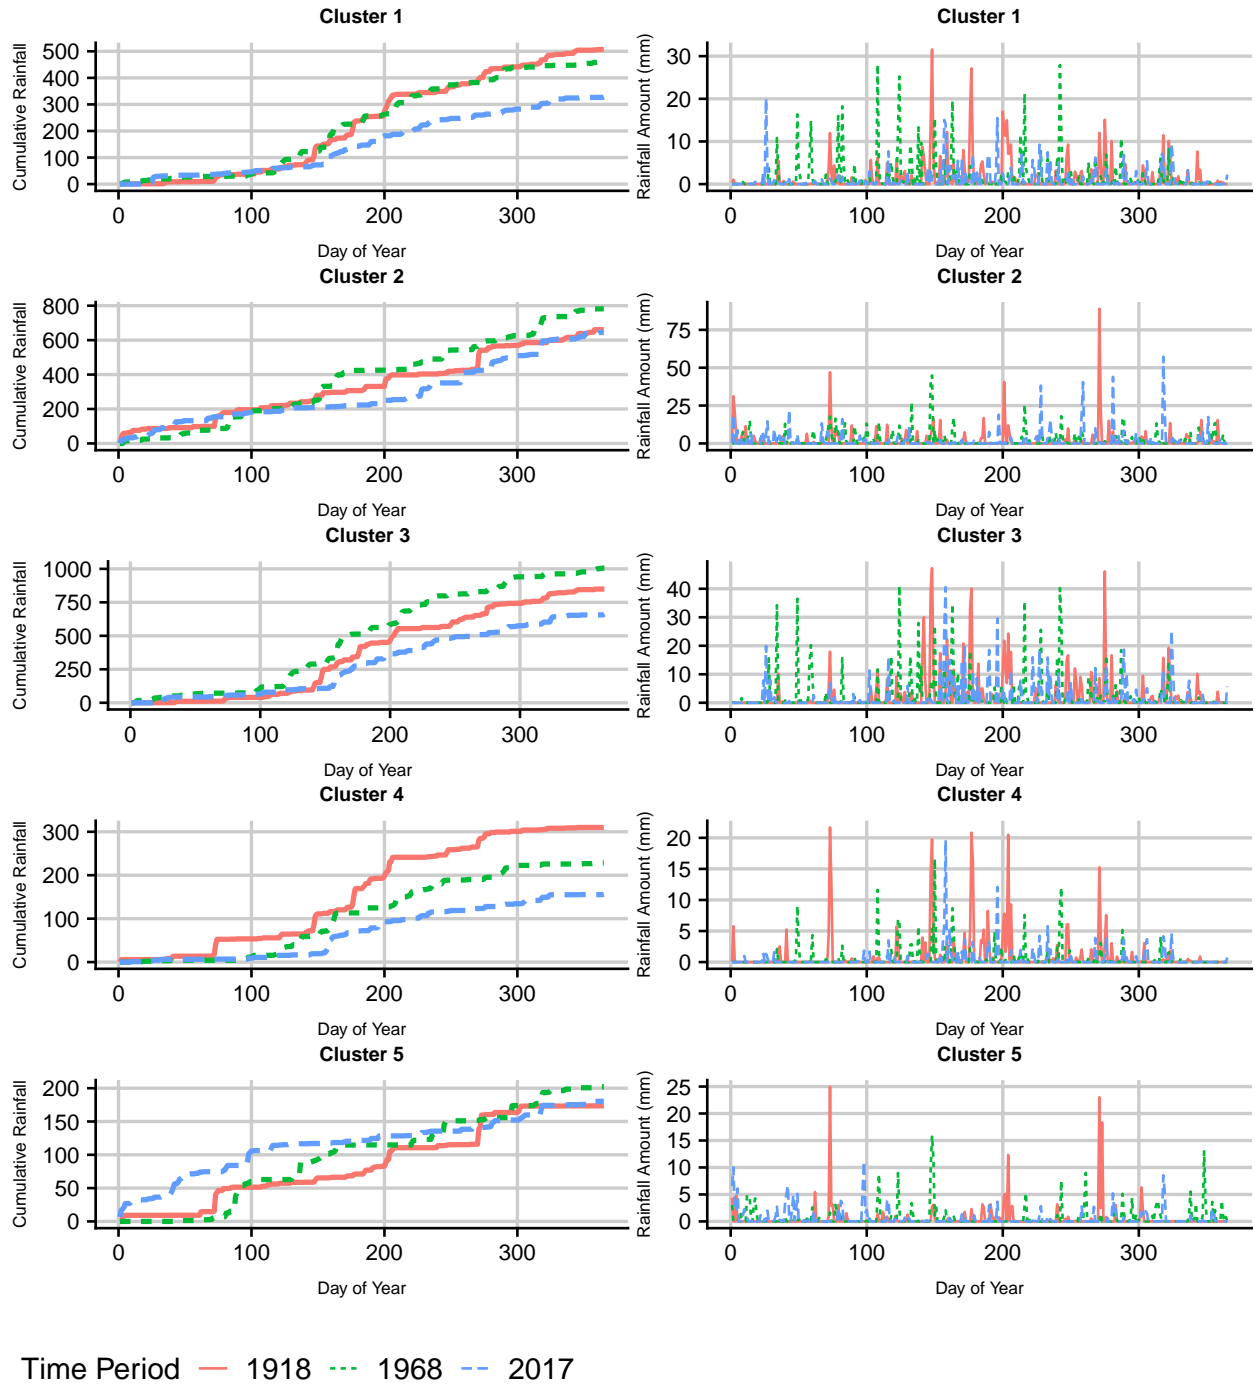 Cluster 1
Cumulative Rainfall
500
400
300
200
100
0
0 100 200 300
Day of Year
Cluster 1
Rainfall Amount (mm)
30
20
10
0
0 100 200 300
Day of Year
Cluster 2
Cumulative Rainfall
800
600
400
200
0
0 100 200 300
Day of Year
Cluster 2
Rainfall Amount (mm)
75
50
25
0
0 100 200 300
Day of Year
Cluster 3
Cumulative Rainfall
1000
750
500
250
0
0 100 200 300
Day of Year
Cluster 3
Rainfall Amount (mm)
40
30
20
10
0
0 100 200 300
Day of Year
Cluster 4
Cumulative Rainfall
300
200
100
0
0 100 200 300
Day of Year
Cluster 4
Rainfall Amount (mm)
20
15
10
5
0
0 100 200 300
Day of Year
Cluster 5
Cumulative Rainfall
200
150
100
50
0
0 100 200 300
Day of Year
Cluster 5
Rainfall Amount (mm)
25
20
15
10
5
0
0 100 200 300
Day of Year
Time Period 1918 1968 2017